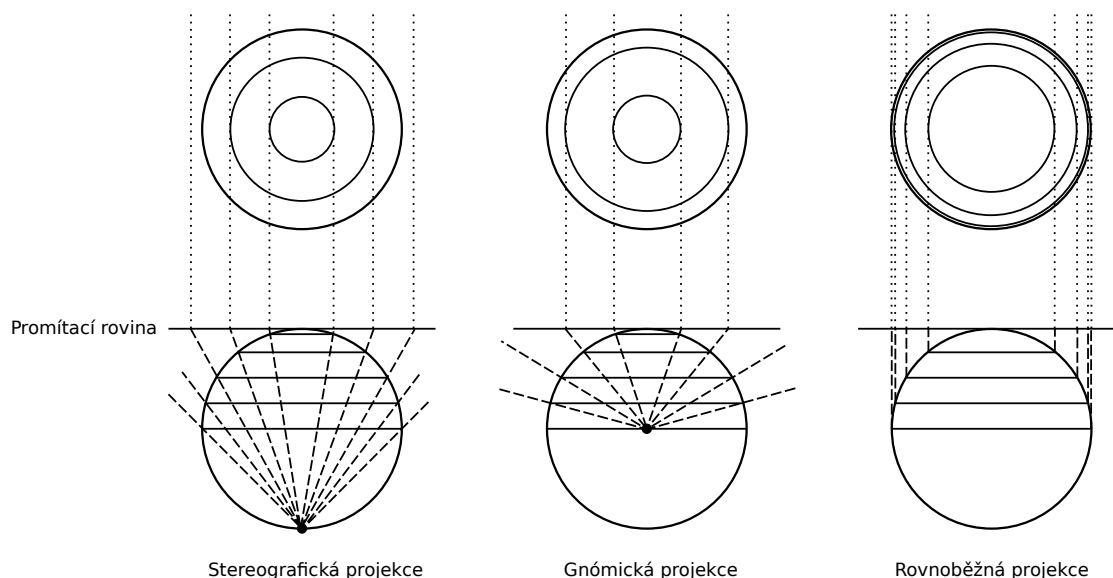 Promítací rovina
Stereografická projekce
Gnómická projekce
Rovnoběžná projekce